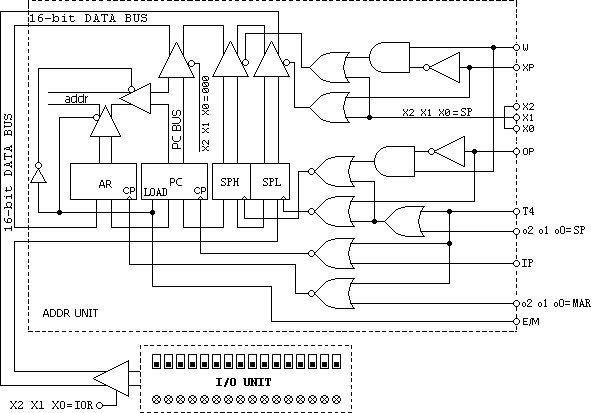 16-bit DATA BUS
W
XP
addr
X2 X1 X0=000
X2 X1 X0=SP
X2
X1
X0
PC BUS
16-bit DATA BUS
OP
AR
CP
LOAD
PC
CP
SPH
SPL
T4
o2 o1 o0=SP
IP
o2 o1 o0=MAR
ADDR UNIT
E/M
I/O UNIT
X2 X1 X0=IOR